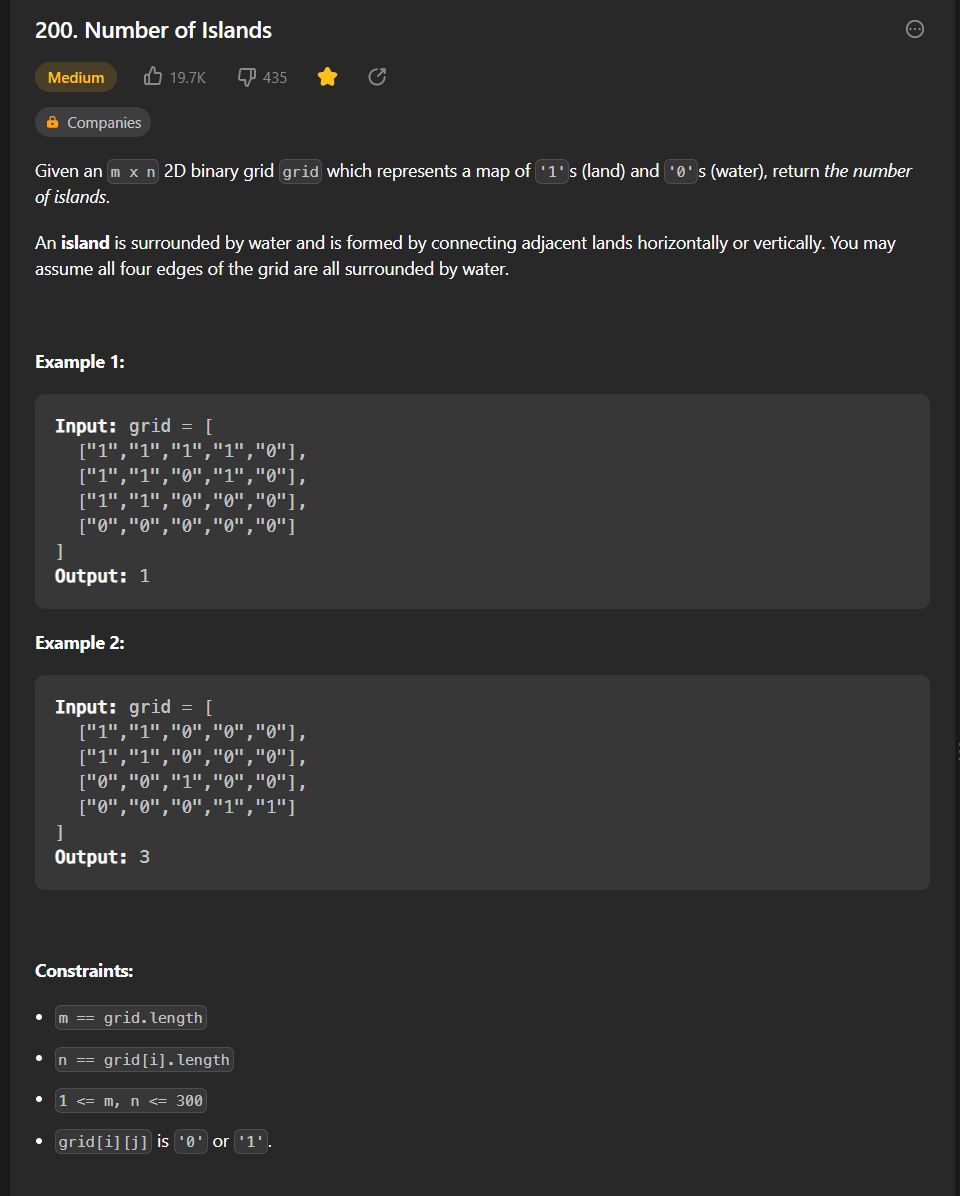 200. Number of Islands
Medium 19.7K 435
Companies
Given an m x n 2D binary grid grid which represents a map of '1's (land) and '0's (water), return the number
of islands.
An island is surrounded by water and is formed by connecting adjacent lands horizontally or vertically. You may
assume all four edges of the grid are all surrounded by water.
Example 1:
Input: grid = [
["1","1","1","1","0"],
["1","1","0","1","0"],
["1","1","0","0","0"],
["0","0","0","0","0"]
]
Output: 1
Example 2:
Input: grid = [
["1","1","0","0","0"],
["1","1","0","0","0"],
["0","0","1","0","0"],
["0","0","0","1","1"]
]
Output: 3
Constraints:
• m == grid.length
• n == grid[i].length
• 1 <= m, n <= 300
• grid[i][j] is '0' or '1'.